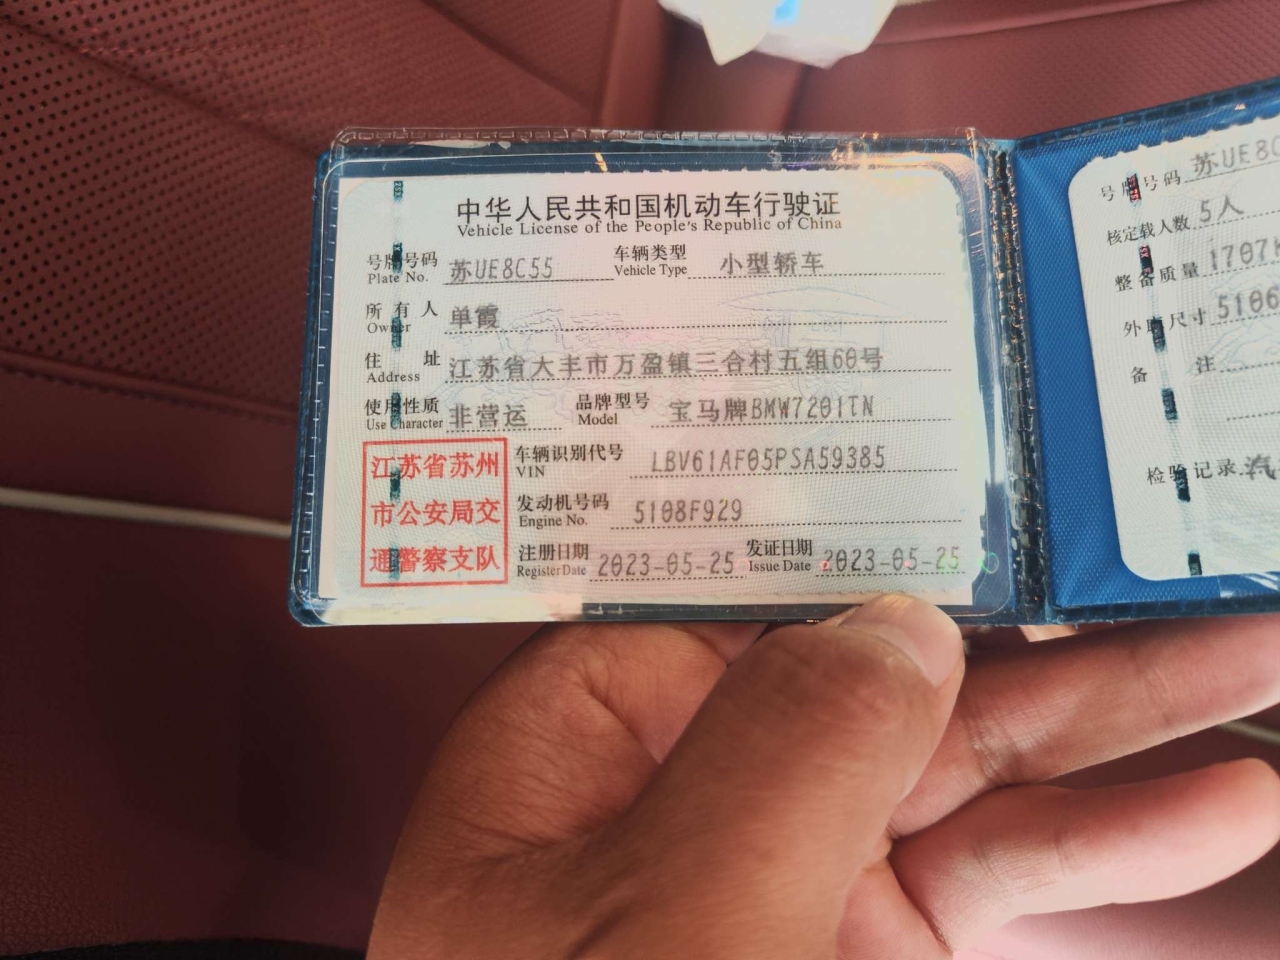 中华人民共和国机动车行驶证
Vehicle License of the People's Republic of China
号牌号码 苏UE8C55 车辆类型 小型轿车
Plate No. Vehicle Type
所有人 单霞
Owner
住址 江苏省大丰市万盈镇三合村五组60号
Address
使用性质 非营运 品牌型号 宝马牌BMW7201TN
Use Character Model
江苏省苏州
市公安局交
通警察支队
车辆识别代号 LBV61AF05PSA59385
VIN
发动机号码 5108F929
Engine No.
注册日期 2023-05-25 发证日期 2023-05-25
Register Date Issue Date
号牌号码 苏UE8C
核定载人数 5人
整备质量 1707
外廓尺寸 5106
备注
检验记录 汽